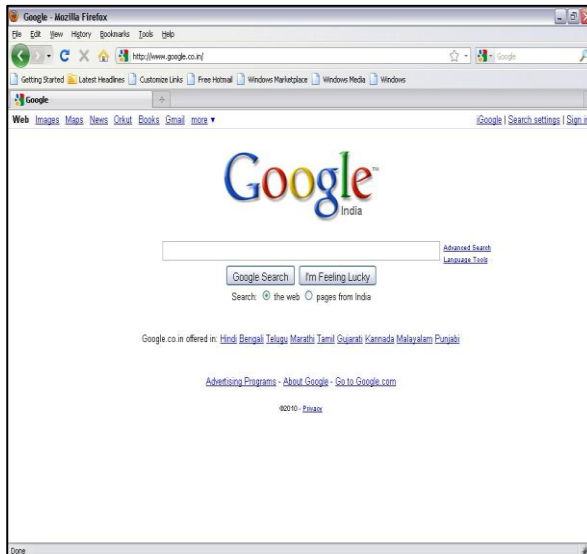 Google - Mozilla Firefox
File Edit View History Bookmarks Tools Help
http://www.google.co.in/ Google
Getting Started Latest Headlines Customize Links Free Hotmail Windows Marketplace Windows Media Windows
Google
Web Images Maps News Orkut Books Gmail more ▼ iGoogle | Search settings | Sign in
Google™
India
Advanced Search
Language Tools
Google Search I'm Feeling Lucky
Search: the web pages from India
Google.co.in offered in: Hindi Bengali Telugu Marathi Tamil Gujarati Kannada Malayalam Punjabi
Advertising Programs - About Google - Go to Google.com
©2010 - Privacy
Done